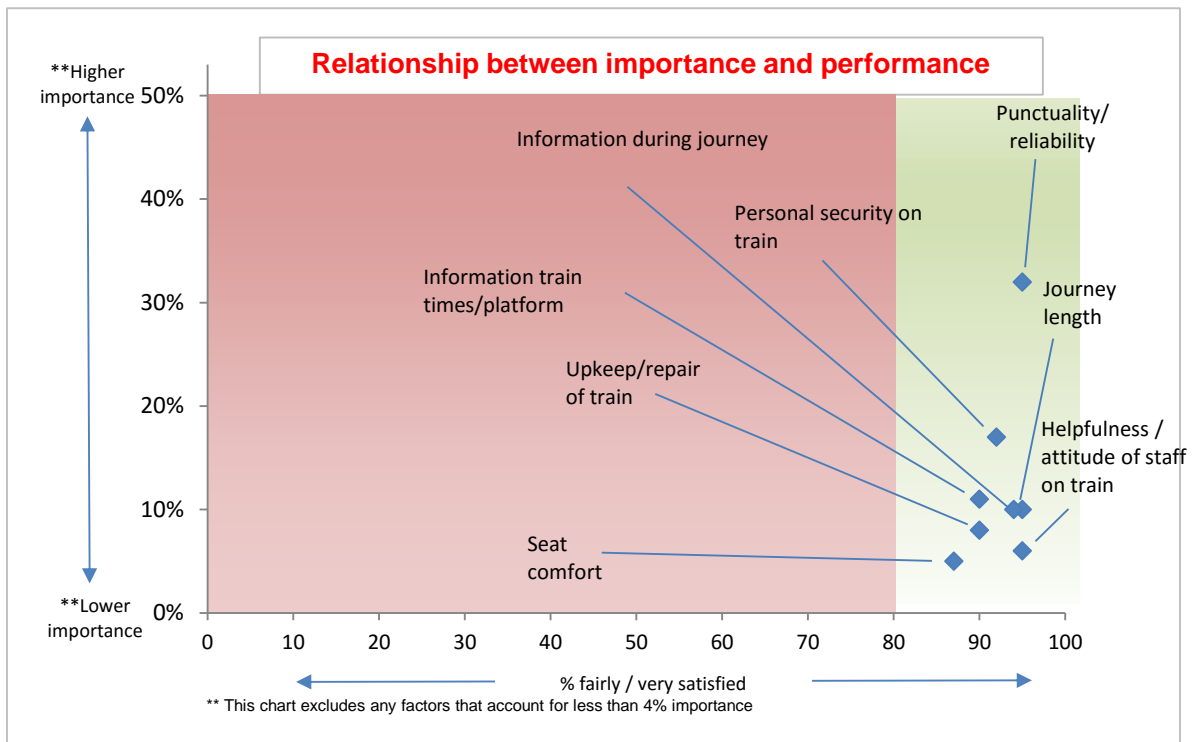 Relationship between importance and performance
**Higher
importance
50%
40%
30%
20%
10%
0%
**Lower
importance
Information during journey
Punctuality/
reliability
Personal security on
train
Information train
times/platform
Journey
length
Upkeep/repair
of train
Helpfulness /
attitude of staff
on train
Seat
comfort
0 10 20 30 40 50 60 70 80 90 100
% fairly / very satisfied
** This chart excludes any factors that account for less than 4% importance